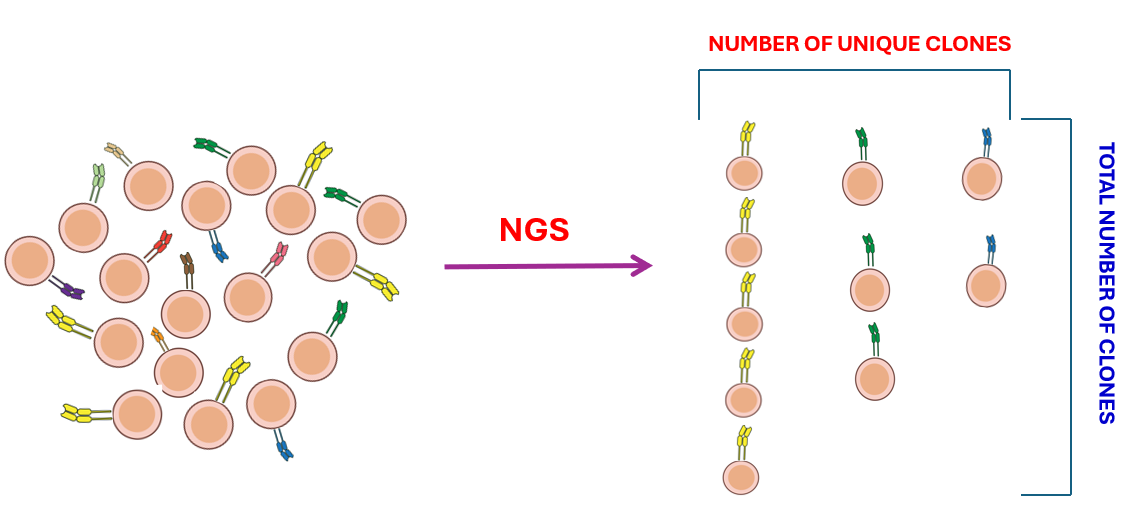 NUMBER OF UNIQUE CLONES
NGS
TOTAL NUMBER OF CLONES